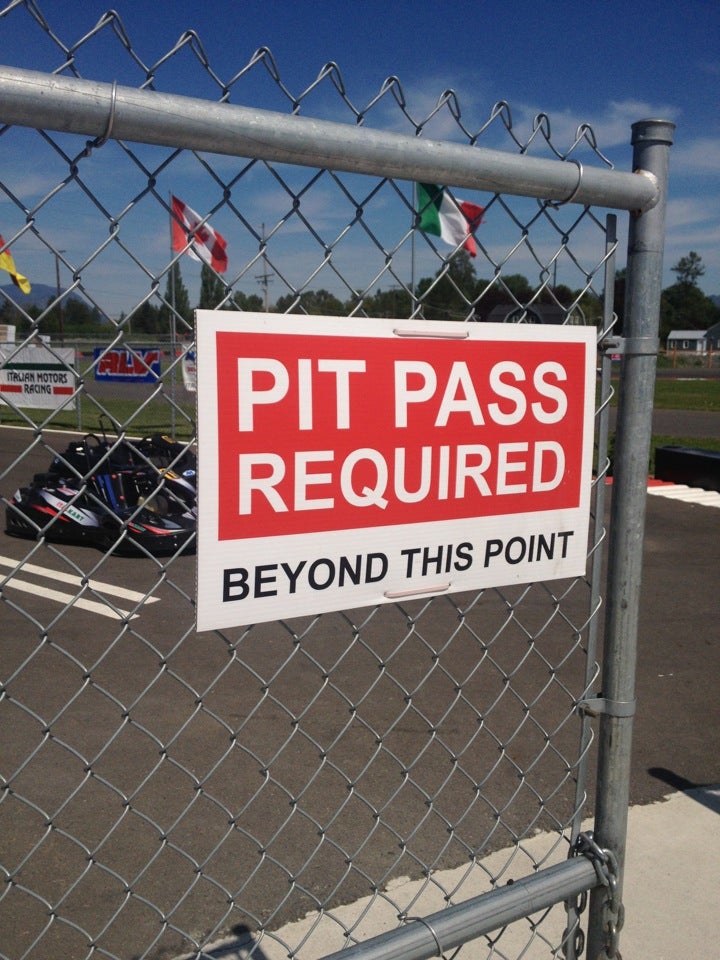 PIT PASS
REQUIRED
BEYOND THIS POINT
ITALIAN MOTORS
RACING